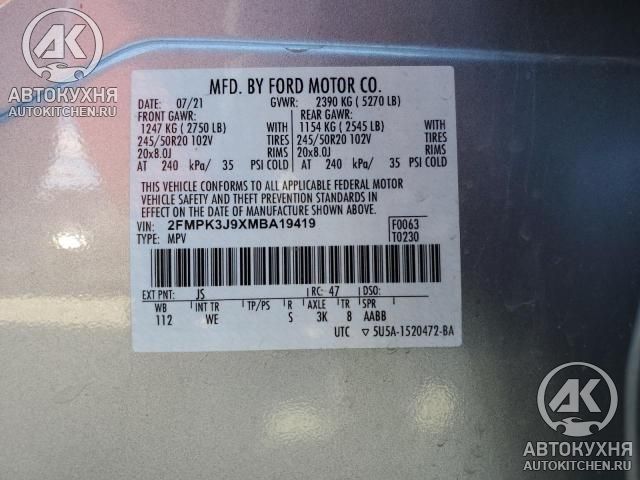 АК
АВТОКУХНЯ
AUTOKITCHEN.RU
MFD. BY FORD MOTOR CO.
DATE: 07/21 GVWR: 2390 KG ( 5270 LB)
FRONT GAWR: REAR GAWR:
1247 KG ( 2750 LB) WITH 1154 KG ( 2545 LB) WITH
245/50R20 102V TIRES 245/50R20 102V TIRES
20x8.0J RIMS 20x8.0J RIMS
AT 240 kPa/ 35 PSI COLD AT 240 kPa/ 35 PSI COLD
THIS VEHICLE CONFORMS TO ALL APPLICABLE FEDERAL MOTOR
VEHICLE SAFETY AND THEFT PREVENTION STANDARDS IN
EFFECT ON THE DATE OF MANUFACTURE SHOWN ABOVE.
VIN: 2FMPK3J9XMBA19419 F0063
TYPE: MPV T0230
EXT PNT: JS RC: 47 DSO:
WB INT TR TP/PS R AXLE TR SPR
112 WE S 3K 8 AABB
UTC ▽ 5U5A-1520472-BA
АК
АВТОКУХНЯ
AUTOKITCHEN.RU